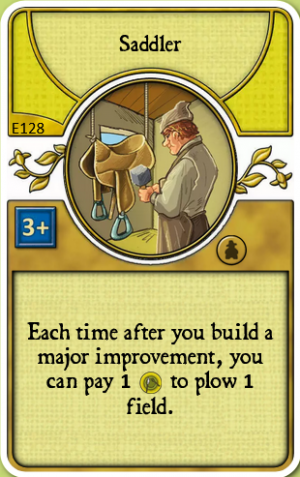 Saddler
E128
3+
Each time after you build a
major improvement, you
can pay 1 to plow 1
field.